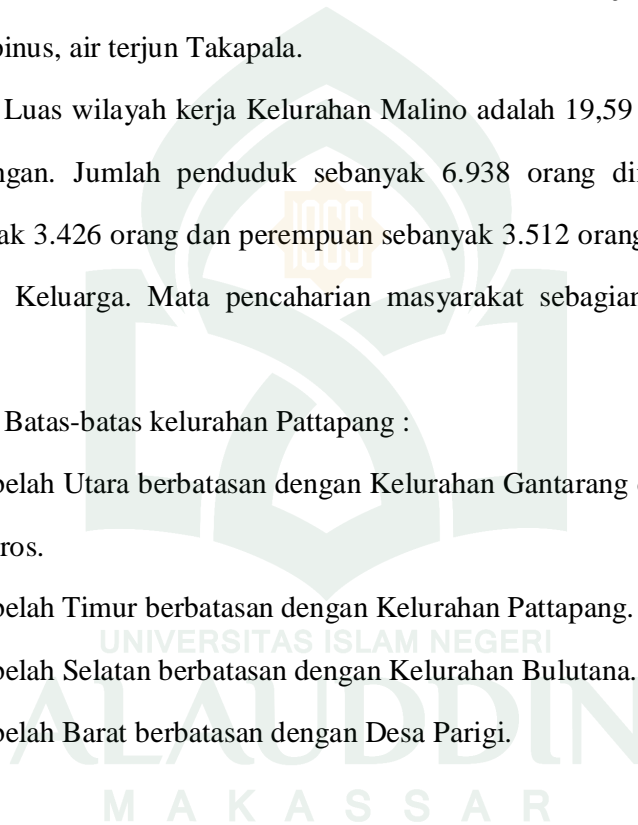 pinus, air terjun Takapala.
Luas wilayah kerja Kelurahan Malino adalah 19,59
ngan. Jumlah penduduk sebanyak 6.938 orang di
ak 3.426 orang dan perempuan sebanyak 3.512 orang
Keluarga. Mata pencaharian masyarakat sebagian
Batas-batas kelurahan Pattapang :
belah Utara berbatasan dengan Kelurahan Gantarang
ros.
belah Timur berbatasan dengan Kelurahan Pattapang.
UNIVERSITAS ISLAM NEGERI
belah Selatan berbatasan dengan Kelurahan Bulutana.
ALAUDDIN
belah Barat berbatasan dengan Desa Parigi.
MAKASSAR